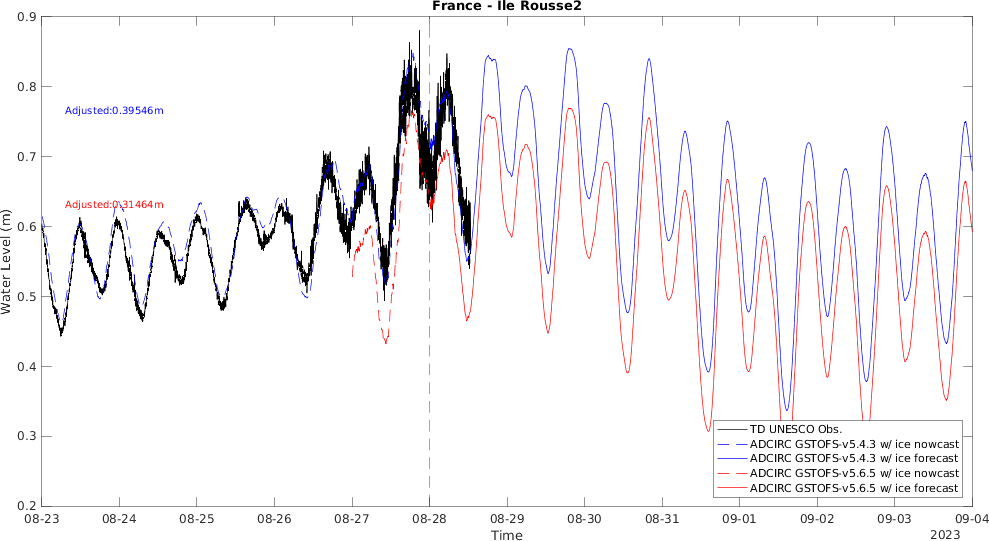 France - Ile Rousse2
0.9
0.8
0.7
0.6
0.5
0.4
0.3
0.2
Water Level (m)
Adjusted:0.39546m
Adjusted:0.31464m
TD UNESCO Obs.
ADCIRC GSTOFS-v5.4.3 w/ ice nowcast
ADCIRC GSTOFS-v5.4.3 w/ ice forecast
ADCIRC GSTOFS-v5.6.5 w/ ice nowcast
ADCIRC GSTOFS-v5.6.5 w/ ice forecast
08-23 08-24 08-25 08-26 08-27 08-28 08-29 08-30 08-31 09-01 09-02 09-03 09-04
Time
2023